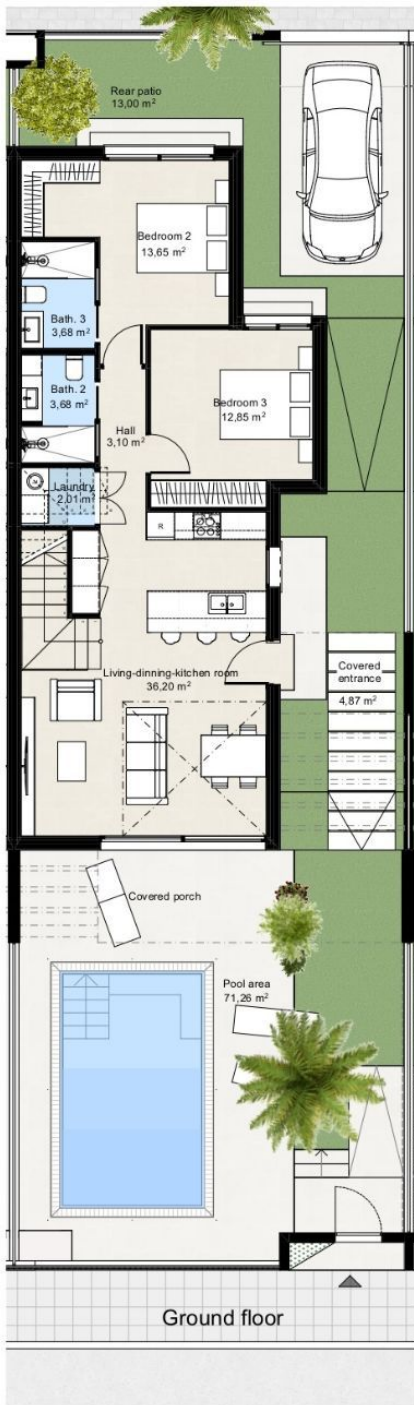 Rear patio
13,00 m²
Bedroom 2
13,65 m²
Bath. 3
3,68 m²
Bath. 2
3,68 m²
Bedroom 3
12,85 m²
Hall
3,10 m²
Laundry
2,01 m²
R
Covered
entrance
4,87 m²
Living-dinning-kitchen room
36,20 m²
Covered porch
Pool area
71,26 m²
Ground floor